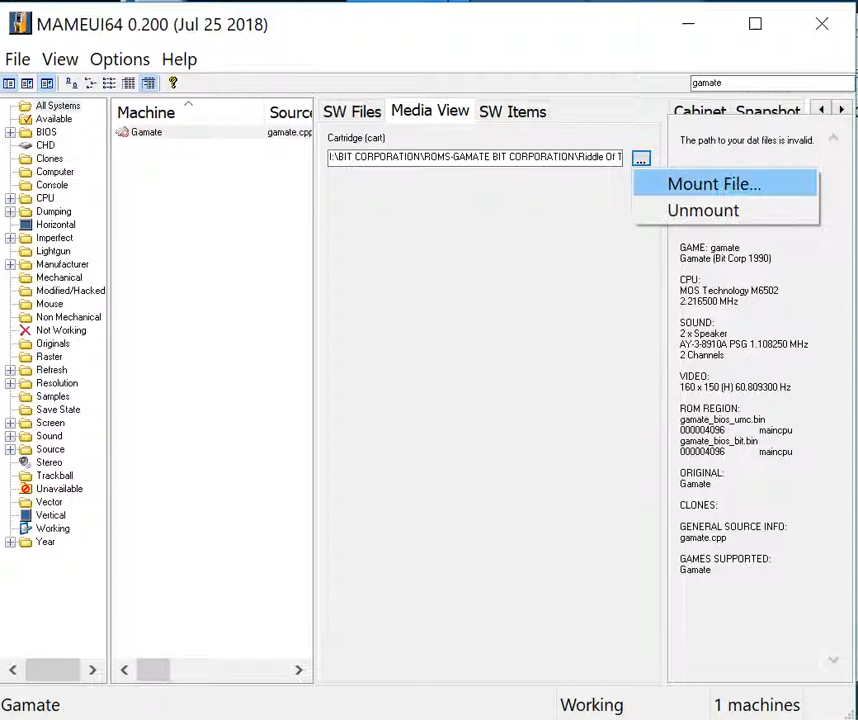 MAMEUI64 0.200 (Jul 25 2018)
File View Options Help
gamate
All Systems
Available
BIOS
CHD
Clones
Computer
Console
CPU
Dumping
Horizontal
Imperfect
Lightgun
Manufacturer
Mechanical
Modified/Hacked
Mouse
Non Mechanical
Not Working
Originals
Raster
Refresh
Resolution
Samples
Save State
Screen
Sound
Source
Stereo
Trackball
Unavailable
Vector
Vertical
Working
Year
Machine Source
Gamate gamate.cpp
SW Files Media View SW Items
Cartridge (cart)
I:\BIT CORPORATION\ROMS-GAMATE BIT CORPORATION\Riddle Of T
...
Mount File...
Unmount
Cabinet Snapshot
The path to your dat files is invalid.
GAME: gamate
Gamate (Bit Corp 1990)
CPU:
MOS Technology M6502
2.216500 MHz
SOUND:
2 x Speaker
AY-3-8910A PSG 1.108250 MHz
2 Channels
VIDEO:
160 x 150 (H) 60.809300 Hz
ROM REGION:
gamate_bios_umc.bin
000004096 maincpu
gamate_bios_bit.bin
000004096 maincpu
ORIGINAL:
Gamate
CLONES:
GENERAL SOURCE INFO:
gamate.cpp
GAMES SUPPORTED:
Gamate
Gamate Working 1 machines